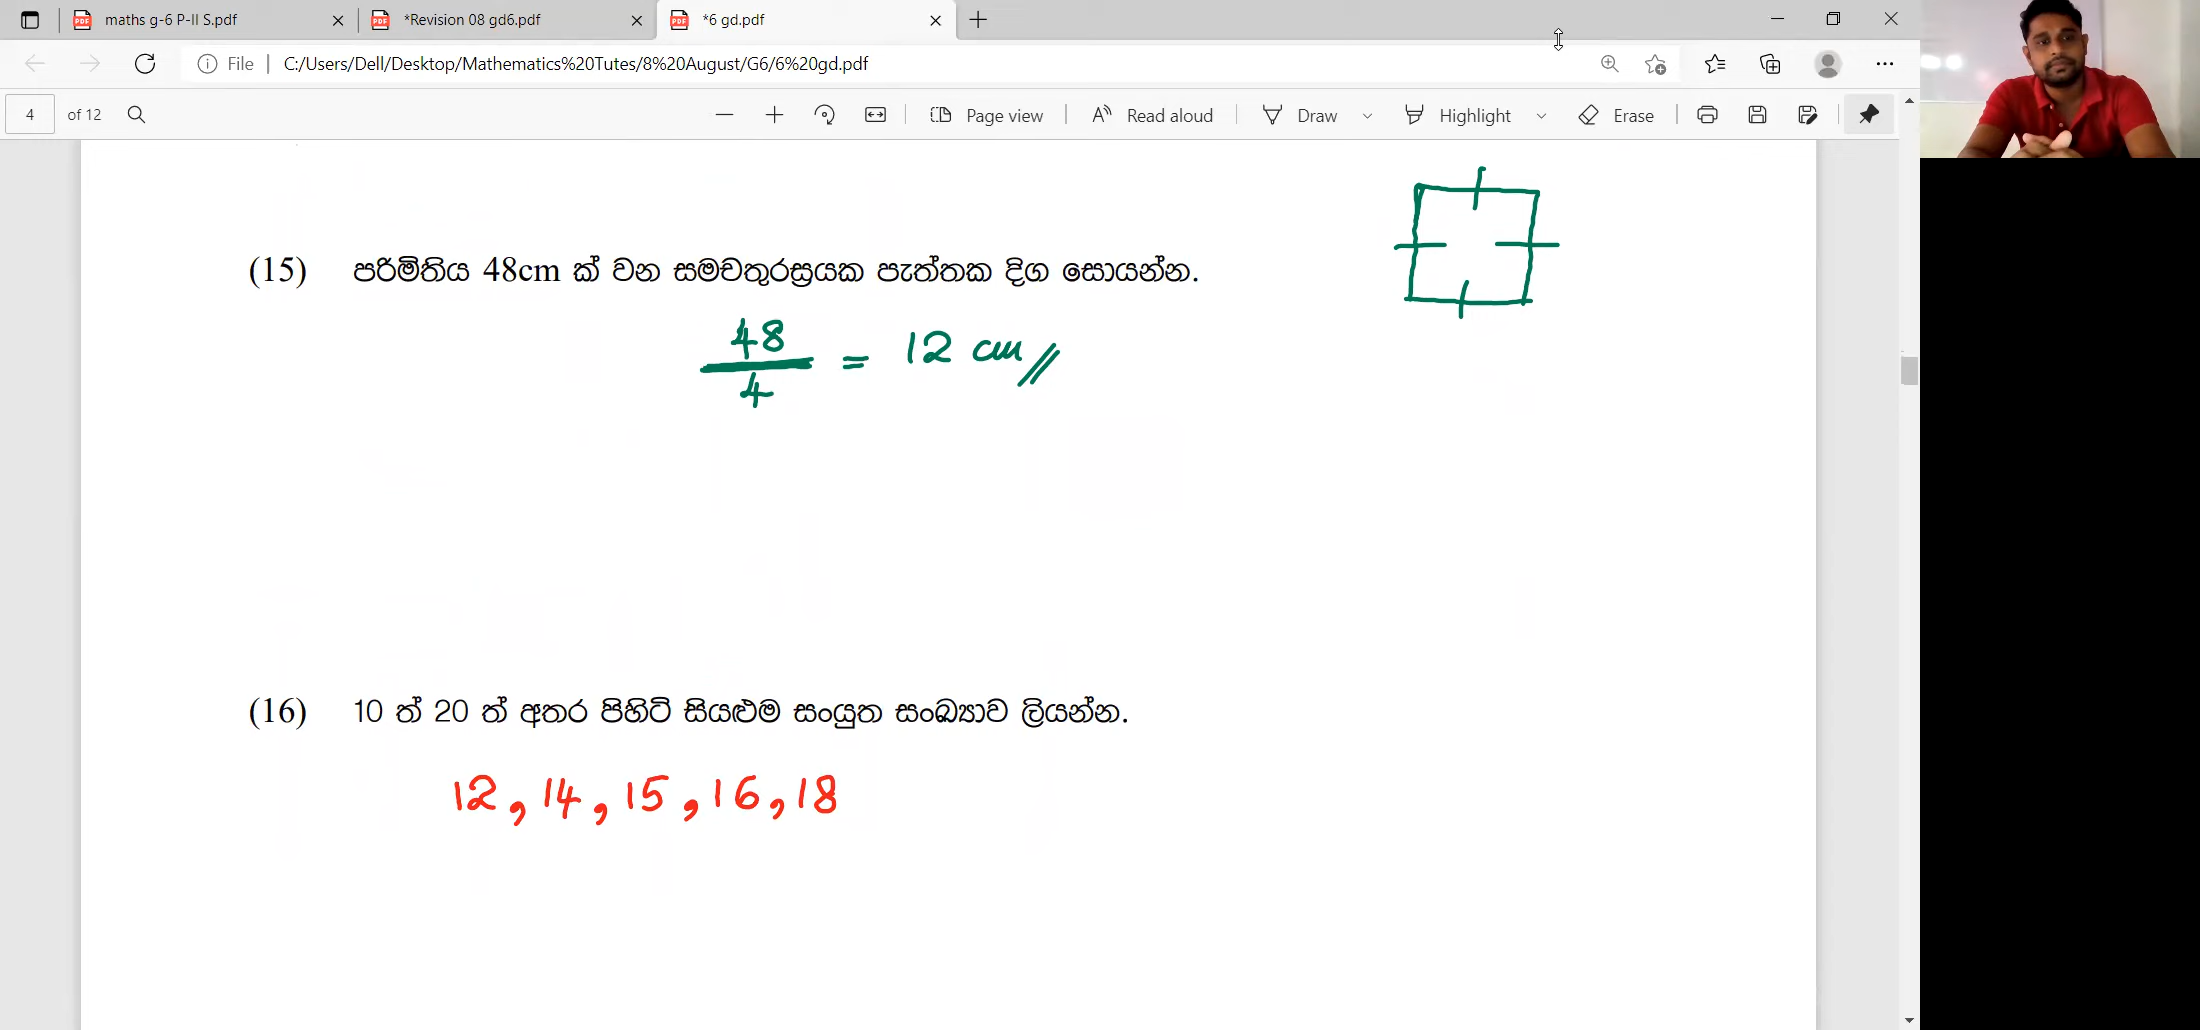 maths g-6 P-II S.pdf
*Revision 08 gd6.pdf
*6 gd.pdf
File
C:/Users/Dell/Desktop/Mathematics%20Tutes/8%20August/G6/6%20gd.pdf
4 of 12
Page view
Read aloud
Draw
Highlight
Erase
(15) පරිමිතිය 48cm ක් වන සමචතුරස්‍රයක පැත්තක දිග සොයන්න.
48
4
= 12 cm //
(16) 10 ත් 20 ත් අතර පිහිටි සියළුම සංයුත සංඛ්‍යාව ලියන්න.
12, 14, 15, 16, 18